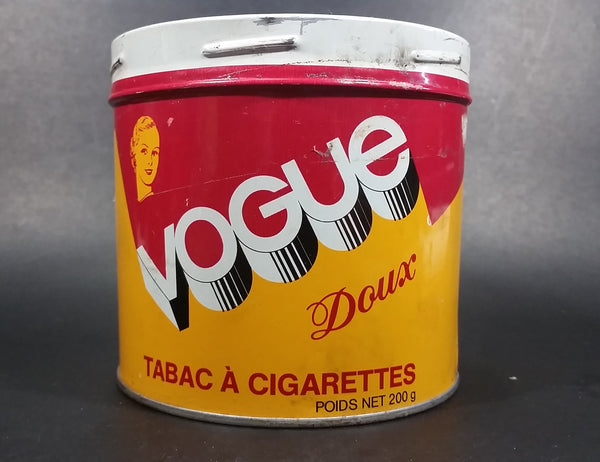 VOGUE
Doux
TABAC À CIGARETTES
POIDS NET 200 g